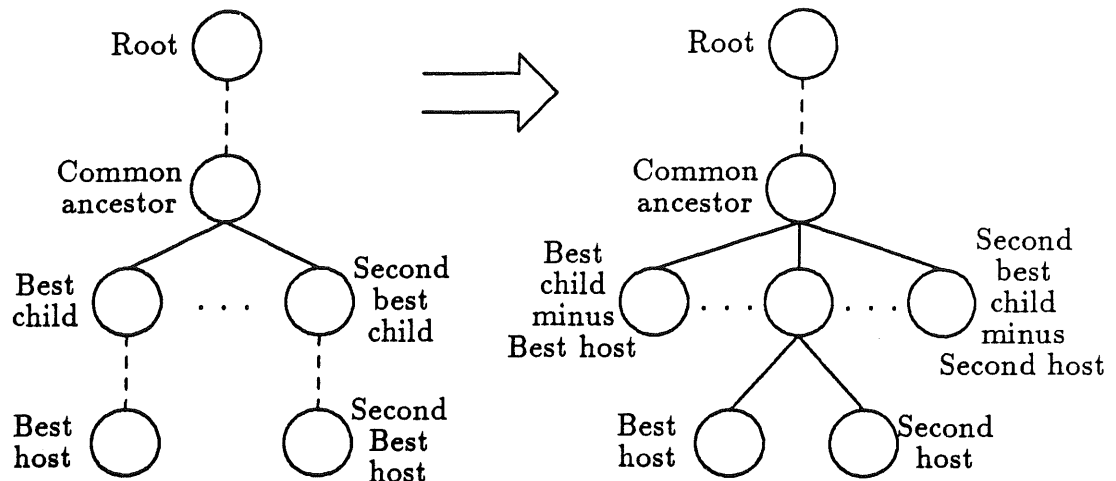 Root
Common
ancestor
Best
child
. . .
Second
best
child
Best
host
Second
Best
host
Root
Common
ancestor
Best
child
minus
Best host
. . .
. . .
Second
best
child
minus
Second host
Best
host
Second
host